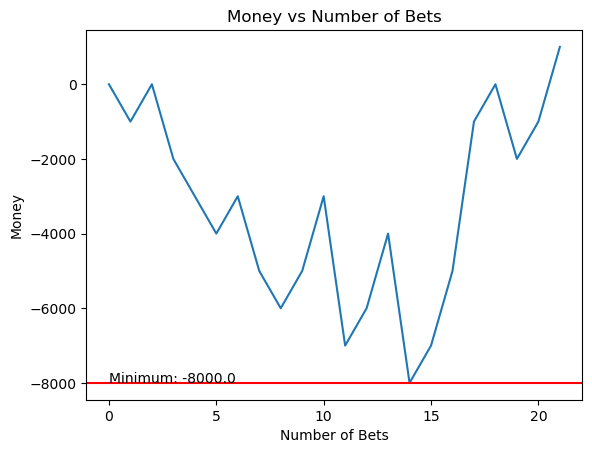 Money vs Number of Bets
Money
0
−2000
−4000
−6000
−8000
Minimum: -8000.0
0 5 10 15 20
Number of Bets